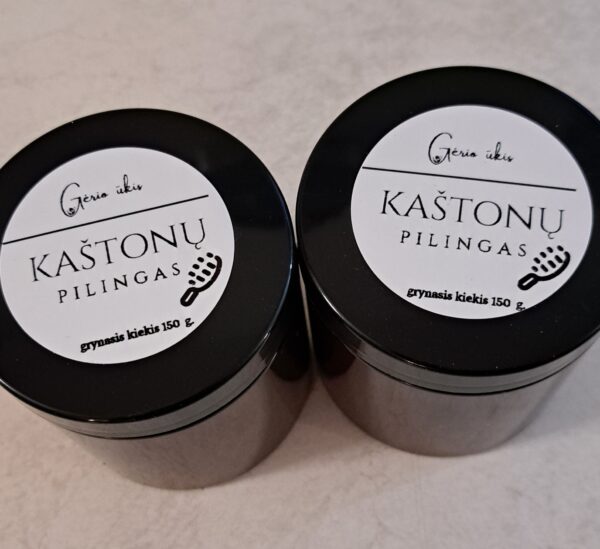 Gėrio ūkis
KAŠTONŲ
PILINGAS
grynasis kiekis 150 g.
Gėrio ūkis
KAŠTONŲ
PILINGAS
grynasis kiekis 150 g.